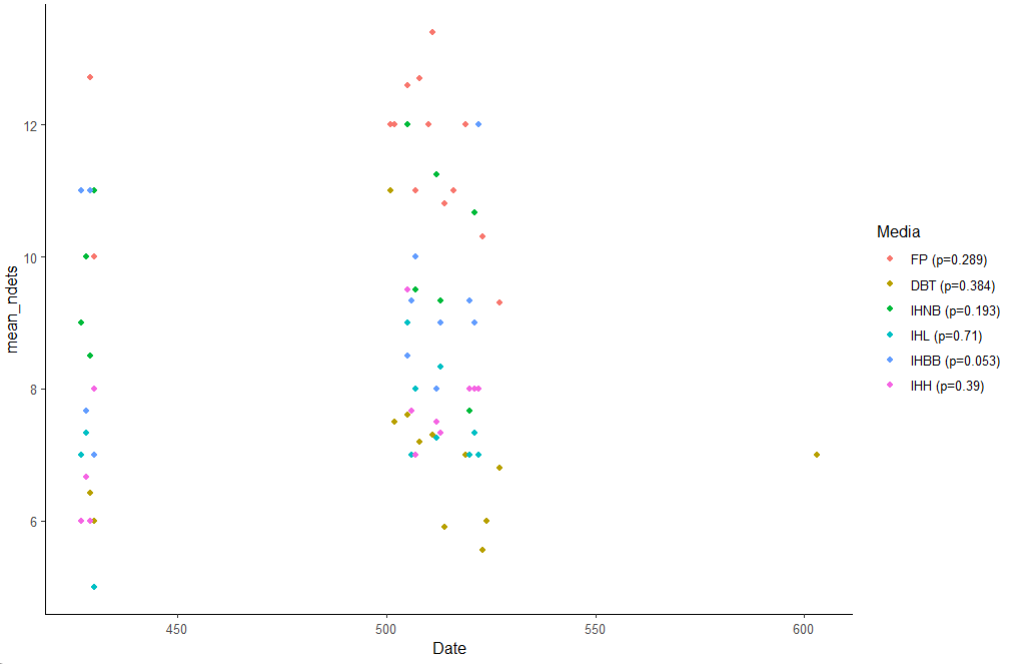 12
10
8
6
mean_ndets
450
500
550
600
Date
Media
FP (p=0.289)
DBT (p=0.384)
IHNB (p=0.193)
IHL (p=0.71)
IHBB (p=0.053)
IHH (p=0.39)